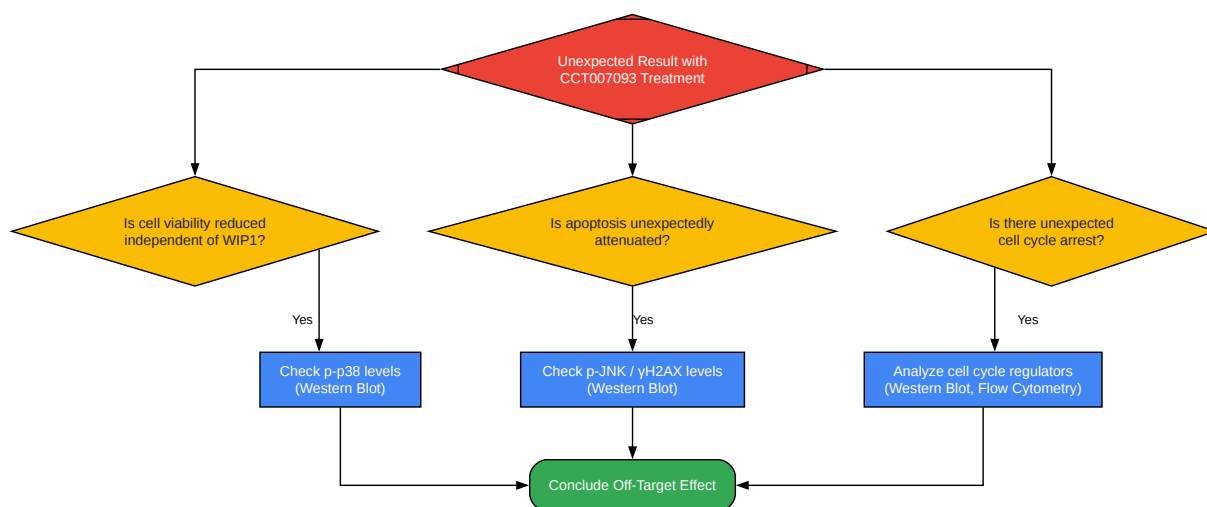 Unexpected Result with
CCT007093 Treatment
Is cell viability reduced
independent of WIP1?
Is apoptosis unexpectedly
attenuated?
Is there unexpected
cell cycle arrest?
Yes
Yes
Yes
Check p-p38 levels
(Western Blot)
Check p-JNK / γH2AX levels
(Western Blot)
Analyze cell cycle regulators
(Western Blot, Flow Cytometry)
Conclude Off-Target Effect